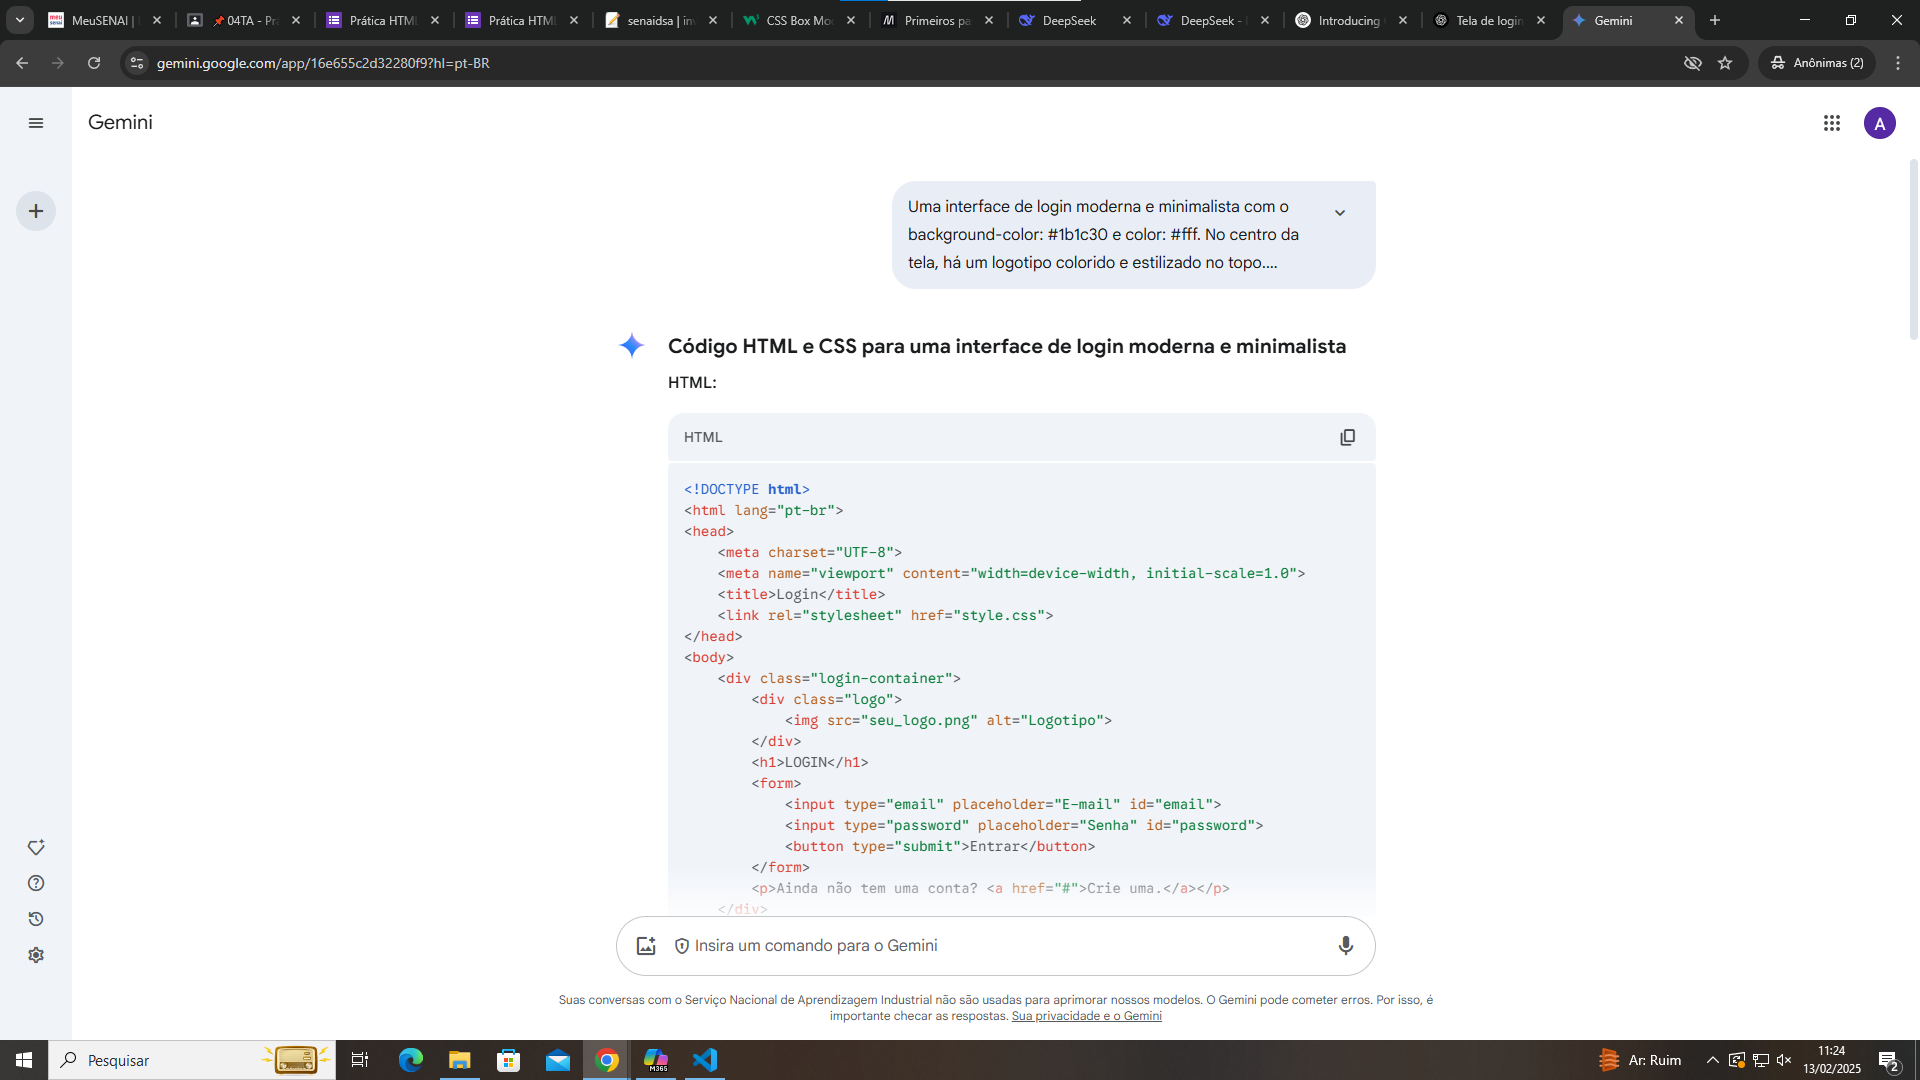 MeuSENAI |
04TA - Pr
Prática HTM
Prática HTM
senaidsa | in
CSS Box Mo
Primeiros pa
DeepSeek
DeepSeek -
Introducing
Tela de login
Gemini
gemini.google.com/app/16e655c2d32280f9?hl=pt-BR
Anônimas (2)
Gemini
A
Uma interface de login moderna e minimalista com o
background-color: #1b1c30 e color: #fff. No centro da
tela, há um logotipo colorido e estilizado no topo....
Código HTML e CSS para uma interface de login moderna e minimalista
HTML:
HTML
<!DOCTYPE html>
<html lang="pt-br">
<head>
    <meta charset="UTF-8">
    <meta name="viewport" content="width=device-width, initial-scale=1.0">
    <title>Login</title>
    <link rel="stylesheet" href="style.css">
</head>
<body>
    <div class="login-container">
        <div class="logo">
            <img src="seu_logo.png" alt="Logotipo">
        </div>
        <h1>LOGIN</h1>
        <form>
            <input type="email" placeholder="E-mail" id="email">
            <input type="password" placeholder="Senha" id="password">
            <button type="submit">Entrar</button>
        </form>
        <p>Ainda não tem uma conta? <a href="#">Crie uma.</a></p>
    </div>
Insira um comando para o Gemini
Suas conversas com o Serviço Nacional de Aprendizagem Industrial não são usadas para aprimorar nossos modelos. O Gemini pode cometer erros. Por isso, é
importante checar as respostas. Sua privacidade e o Gemini
Pesquisar
M365
Ar: Ruim
11:24
13/02/2025
2